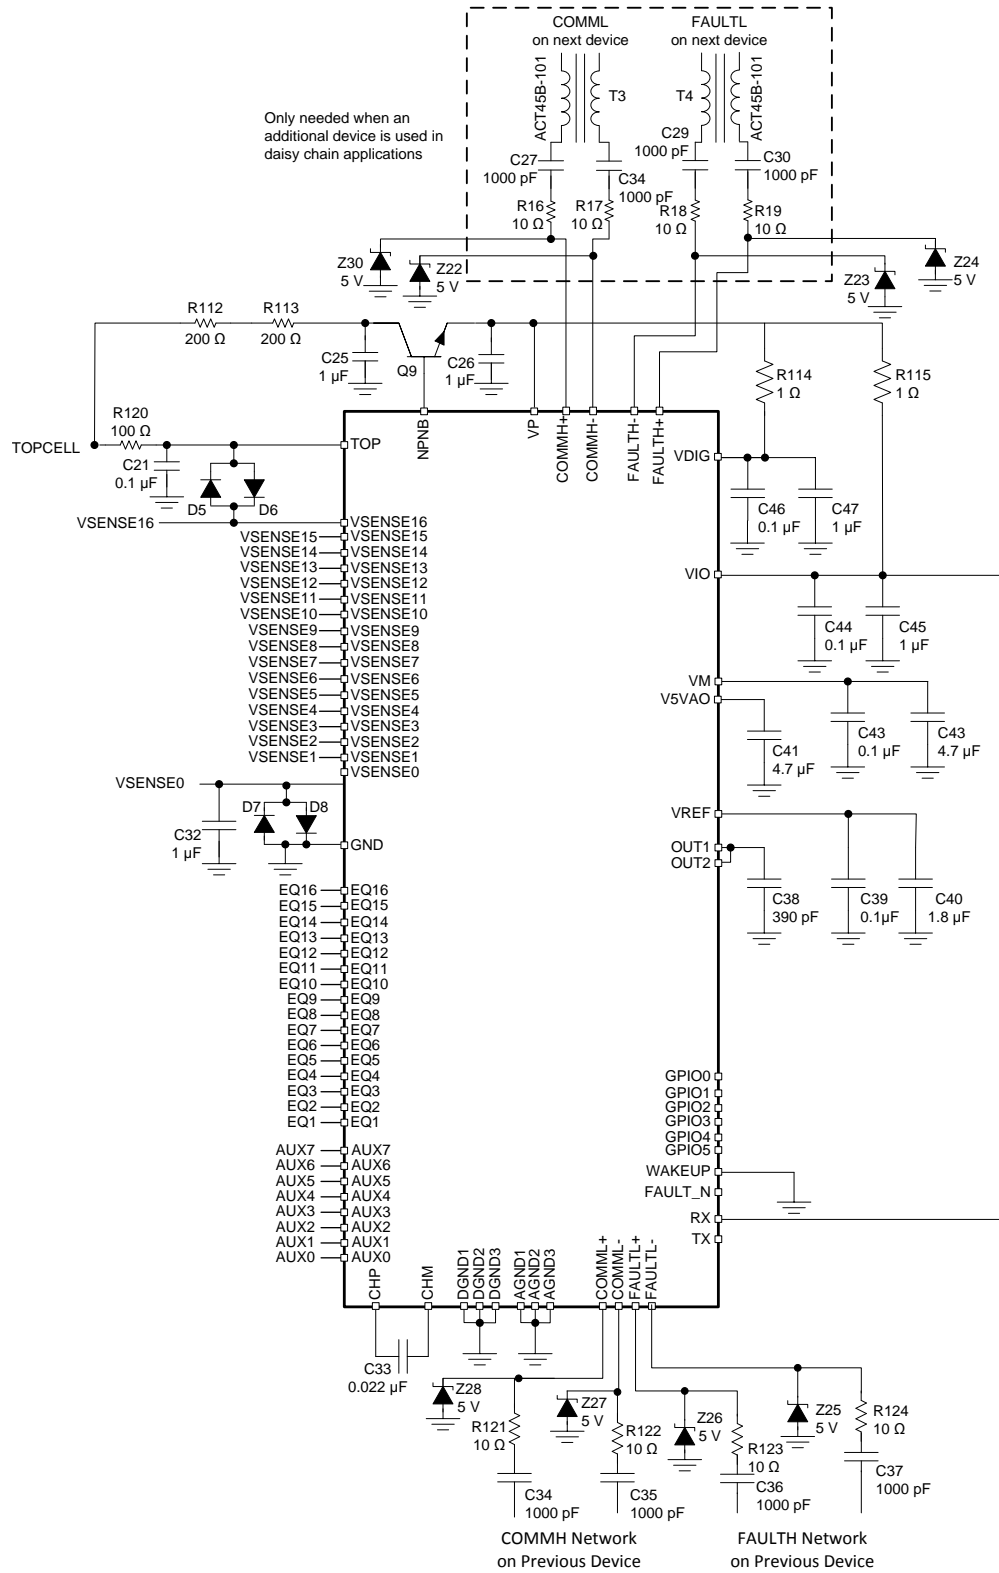 COMML
on next device
FAULTL
on next device
ACT45B-101
T3
T4
ACT45B-101
Only needed when an
additional device is used in
daisy chain applications
C27
1000 pF
C34
1000 pF
C29
1000 pF
C30
1000 pF
R16
10 Ω
R17
10 Ω
R18
10 Ω
R19
10 Ω
Z30
5 V
Z22
5 V
Z23
5 V
Z24
5 V
R112
200 Ω
R113
200 Ω
C25
1 µF
Q9
C26
1 µF
R114
1 Ω
R115
1 Ω
R120
100 Ω
TOPCELL
C21
0.1 µF
D5
D6
TOP
NPNB
VP
COMMH+
COMMH-
FAULTH-
FAULTH+
VDIG
C46
0.1 µF
C47
1 µF
VSENSE16
VSENSE16
VSENSE15
VSENSE15
VSENSE14
VSENSE14
VSENSE13
VSENSE13
VSENSE12
VSENSE12
VSENSE11
VSENSE11
VSENSE10
VSENSE10
VSENSE9
VSENSE9
VSENSE8
VSENSE8
VSENSE7
VSENSE7
VSENSE6
VSENSE6
VSENSE5
VSENSE5
VSENSE4
VSENSE4
VSENSE3
VSENSE3
VSENSE2
VSENSE2
VSENSE1
VSENSE1
VSENSE0
VSENSE0
VIO
C44
0.1 µF
C45
1 µF
VM
V5VAO
C43
0.1 µF
C43
4.7 µF
C41
4.7 µF
D7
D8
C32
1 µF
GND
VREF
OUT1
OUT2
C38
390 pF
C39
0.1µF
C40
1.8 µF
EQ16
EQ16
EQ15
EQ15
EQ14
EQ14
EQ13
EQ13
EQ12
EQ12
EQ11
EQ11
EQ10
EQ10
EQ9
EQ9
EQ8
EQ8
EQ7
EQ7
EQ6
EQ6
EQ5
EQ5
EQ4
EQ4
EQ3
EQ3
EQ2
EQ2
EQ1
EQ1
GPIO0
GPIO1
GPIO2
GPIO3
GPIO4
GPIO5
WAKEUP
FAULT_N
RX
TX
AUX7
AUX7
AUX6
AUX6
AUX5
AUX5
AUX4
AUX4
AUX3
AUX3
AUX2
AUX2
AUX1
AUX1
AUX0
AUX0
CHP
CHM
DGND1
DGND2
DGND3
AGND1
AGND2
AGND3
COMML+
COMML-
FAULTL+
FAULTL-
C33
0.022 µF
Z28
5 V
Z27
5 V
Z26
5 V
Z25
5 V
R121
10 Ω
R122
10 Ω
R123
10 Ω
R124
10 Ω
C34
1000 pF
C35
1000 pF
C36
1000 pF
C37
1000 pF
COMMH Network
on Previous Device
FAULTH Network
on Previous Device